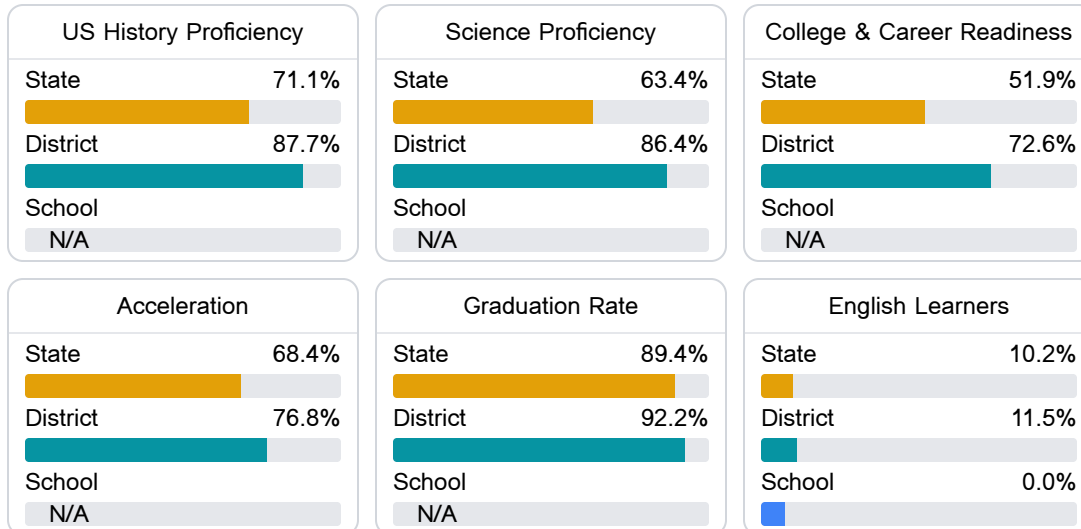 US History Proficiency
State 71.1%
District 87.7%
School
N/A
Science Proficiency
State 63.4%
District 86.4%
School
N/A
College & Career Readiness
State 51.9%
District 72.6%
School
N/A
Acceleration
State 68.4%
District 76.8%
School
N/A
Graduation Rate
State 89.4%
District 92.2%
School
N/A
English Learners
State 10.2%
District 11.5%
School 0.0%